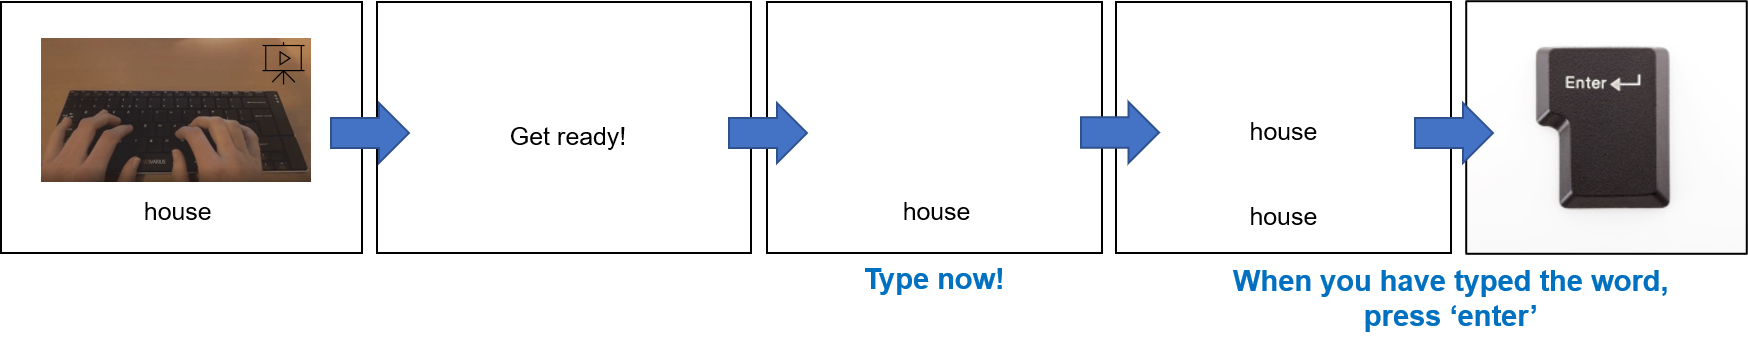 house
Get ready!
house
house
house
Enter
Type now!
When you have typed the word,
press ‘enter’